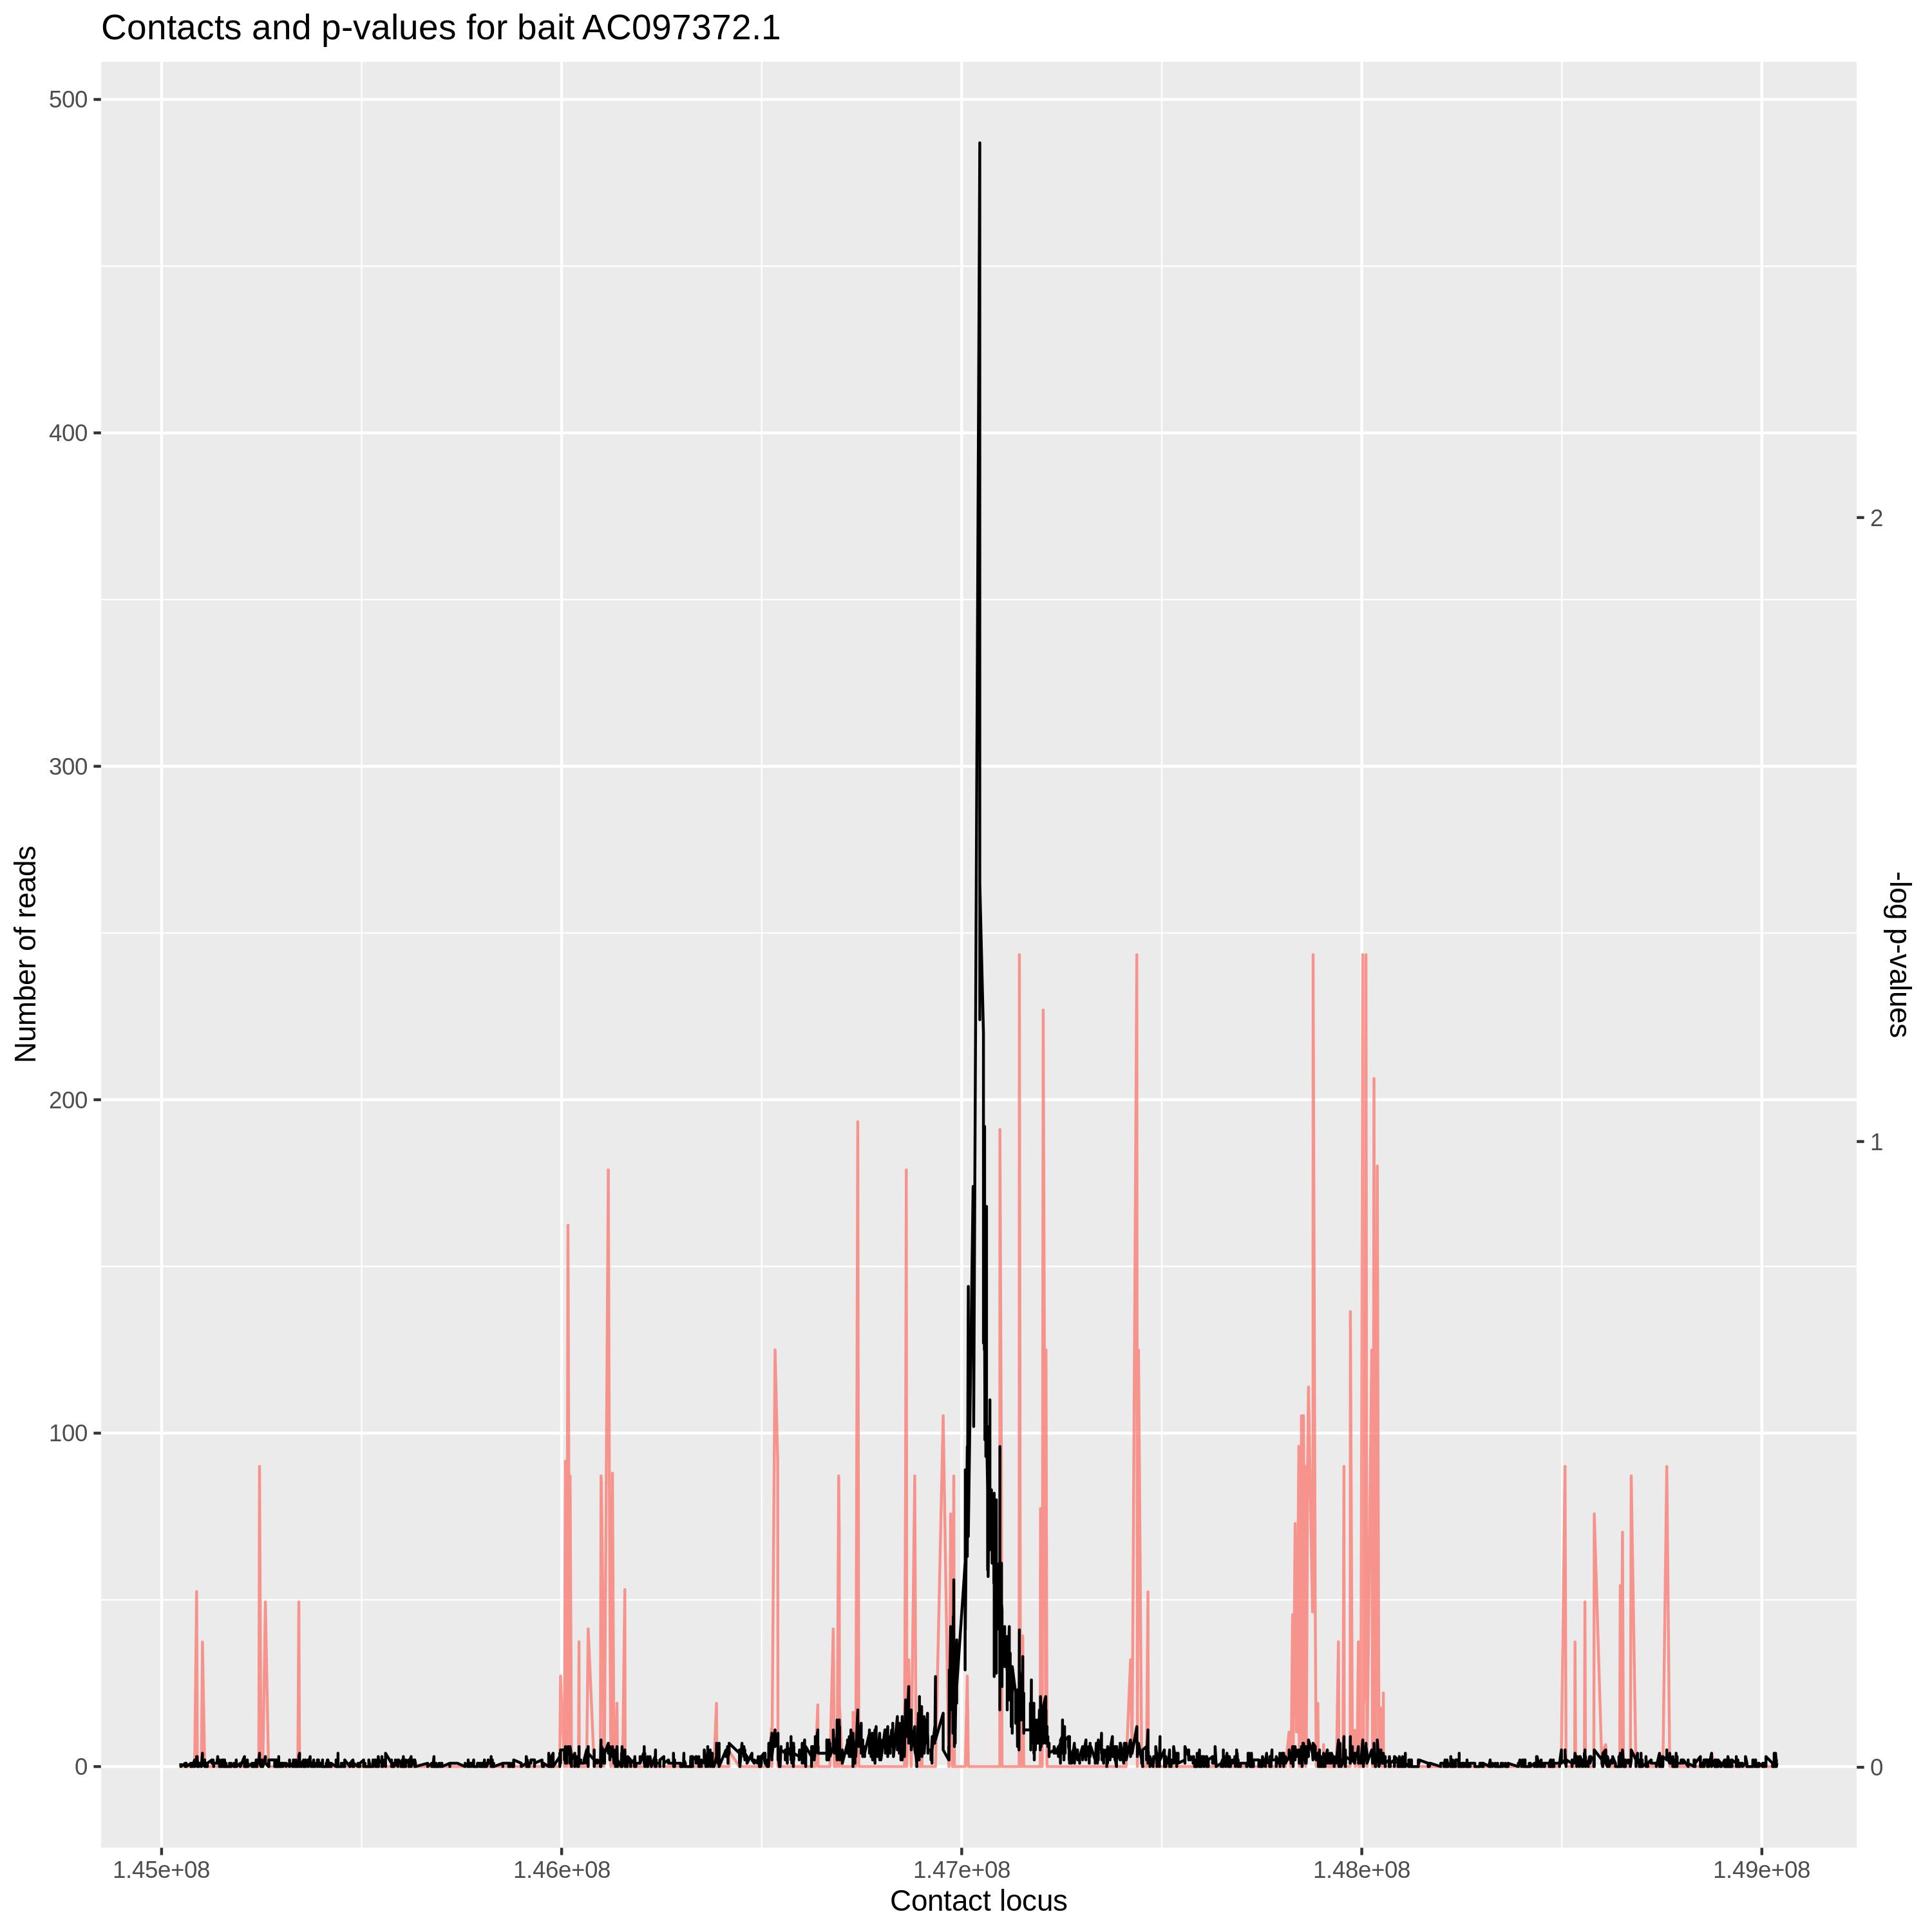 Contacts and p-values for bait AC097372.1
500
400
300
200
100
0
Number of reads
2
1
0
-log p-values
1.45e+08
1.46e+08
1.47e+08
1.48e+08
1.49e+08
Contact locus